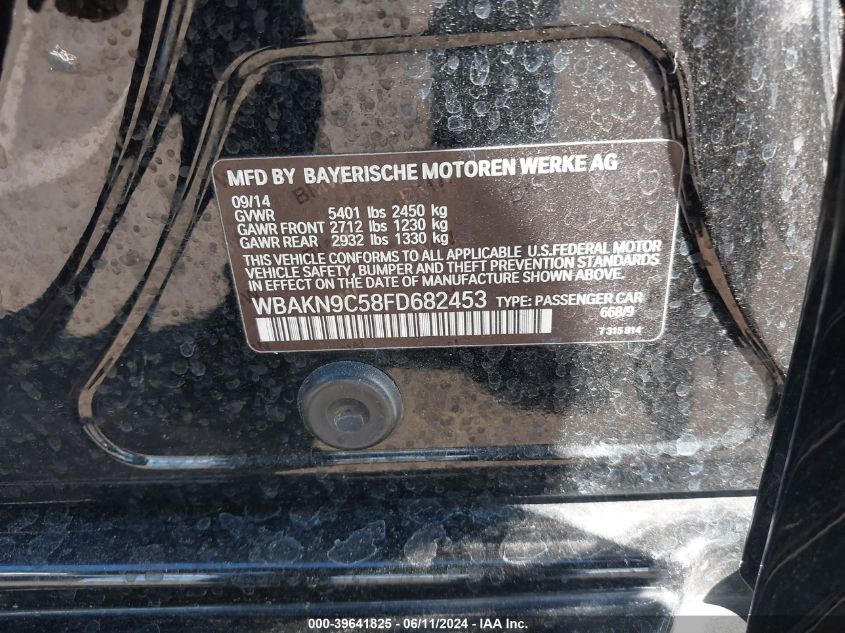 MFD BY BAYERISCHE MOTOREN WERKE AG
09/14
GVWR 5401 lbs 2450 kg
GAWR FRONT 2712 lbs 1230 kg
GAWR REAR 2932 lbs 1330 kg
THIS VEHICLE CONFORMS TO ALL APPLICABLE U.S.FEDERAL MOTOR
VEHICLE SAFETY, BUMPER AND THEFT PREVENTION STANDARDS
IN EFFECT ON THE DATE OF MANUFACTURE SHOWN ABOVE.
WBAKN9C58FD682453 TYPE: PASSENGER CAR
668/9
7 315 814
000-39641825 - 06/11/2024 - IAA Inc.